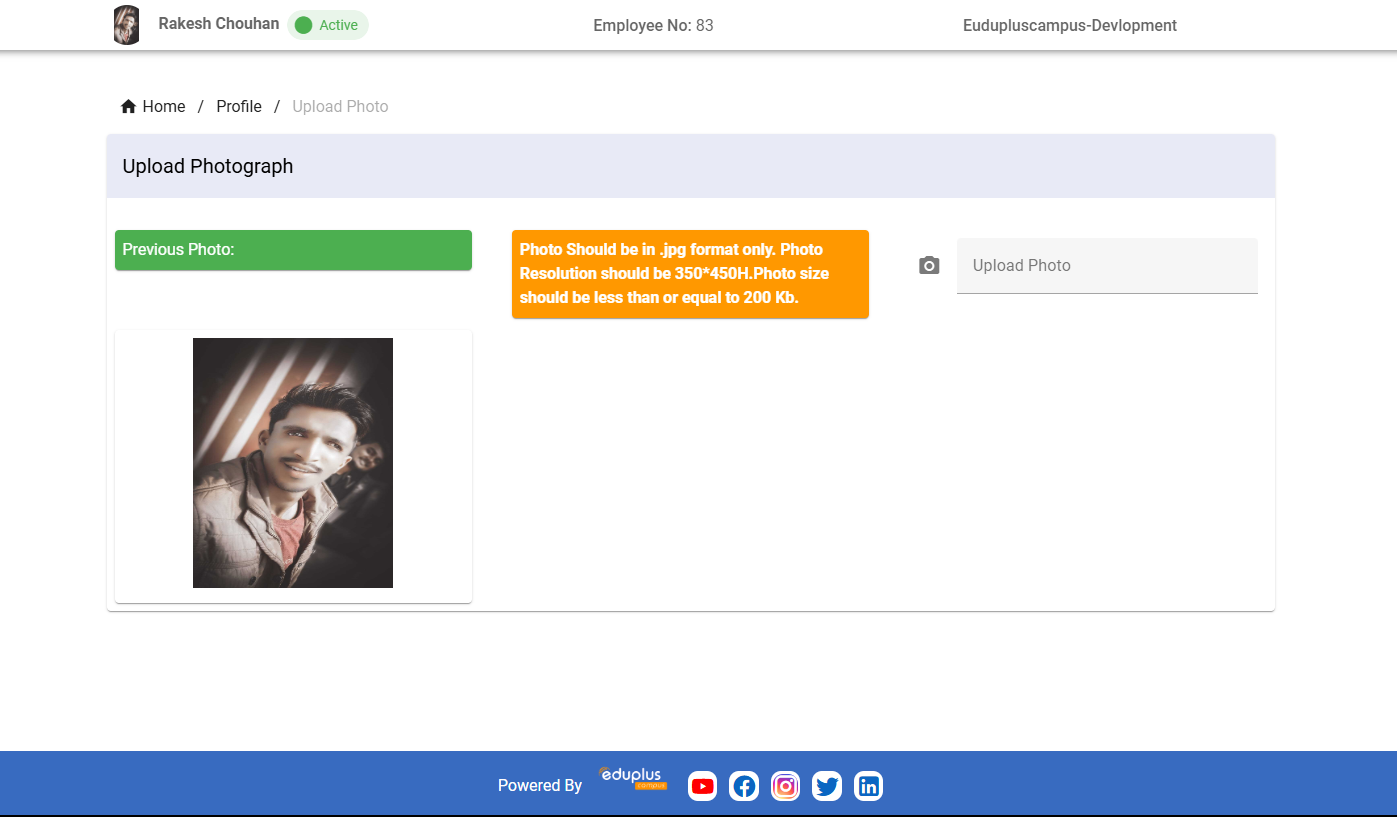 Rakesh Chouhan Active Employee No: 83 Eudupluscampus-Devlopment
Home / Profile / Upload Photo
Upload Photograph
Previous Photo:
Photo Should be in .jpg format only. Photo
Resolution should be 350*450H.Photo size
should be less than or equal to 200 Kb.
Upload Photo
Powered By eduplus
campus